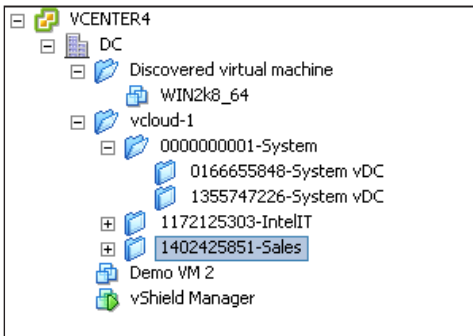 VCENTER4
DC
Discovered virtual machine
WIN2k8_64
vcloud-1
0000000001-System
0166655848-System vDC
1355747226-System vDC
1172125303-IntelIT
1402425851-Sales
Demo VM 2
vShield Manager